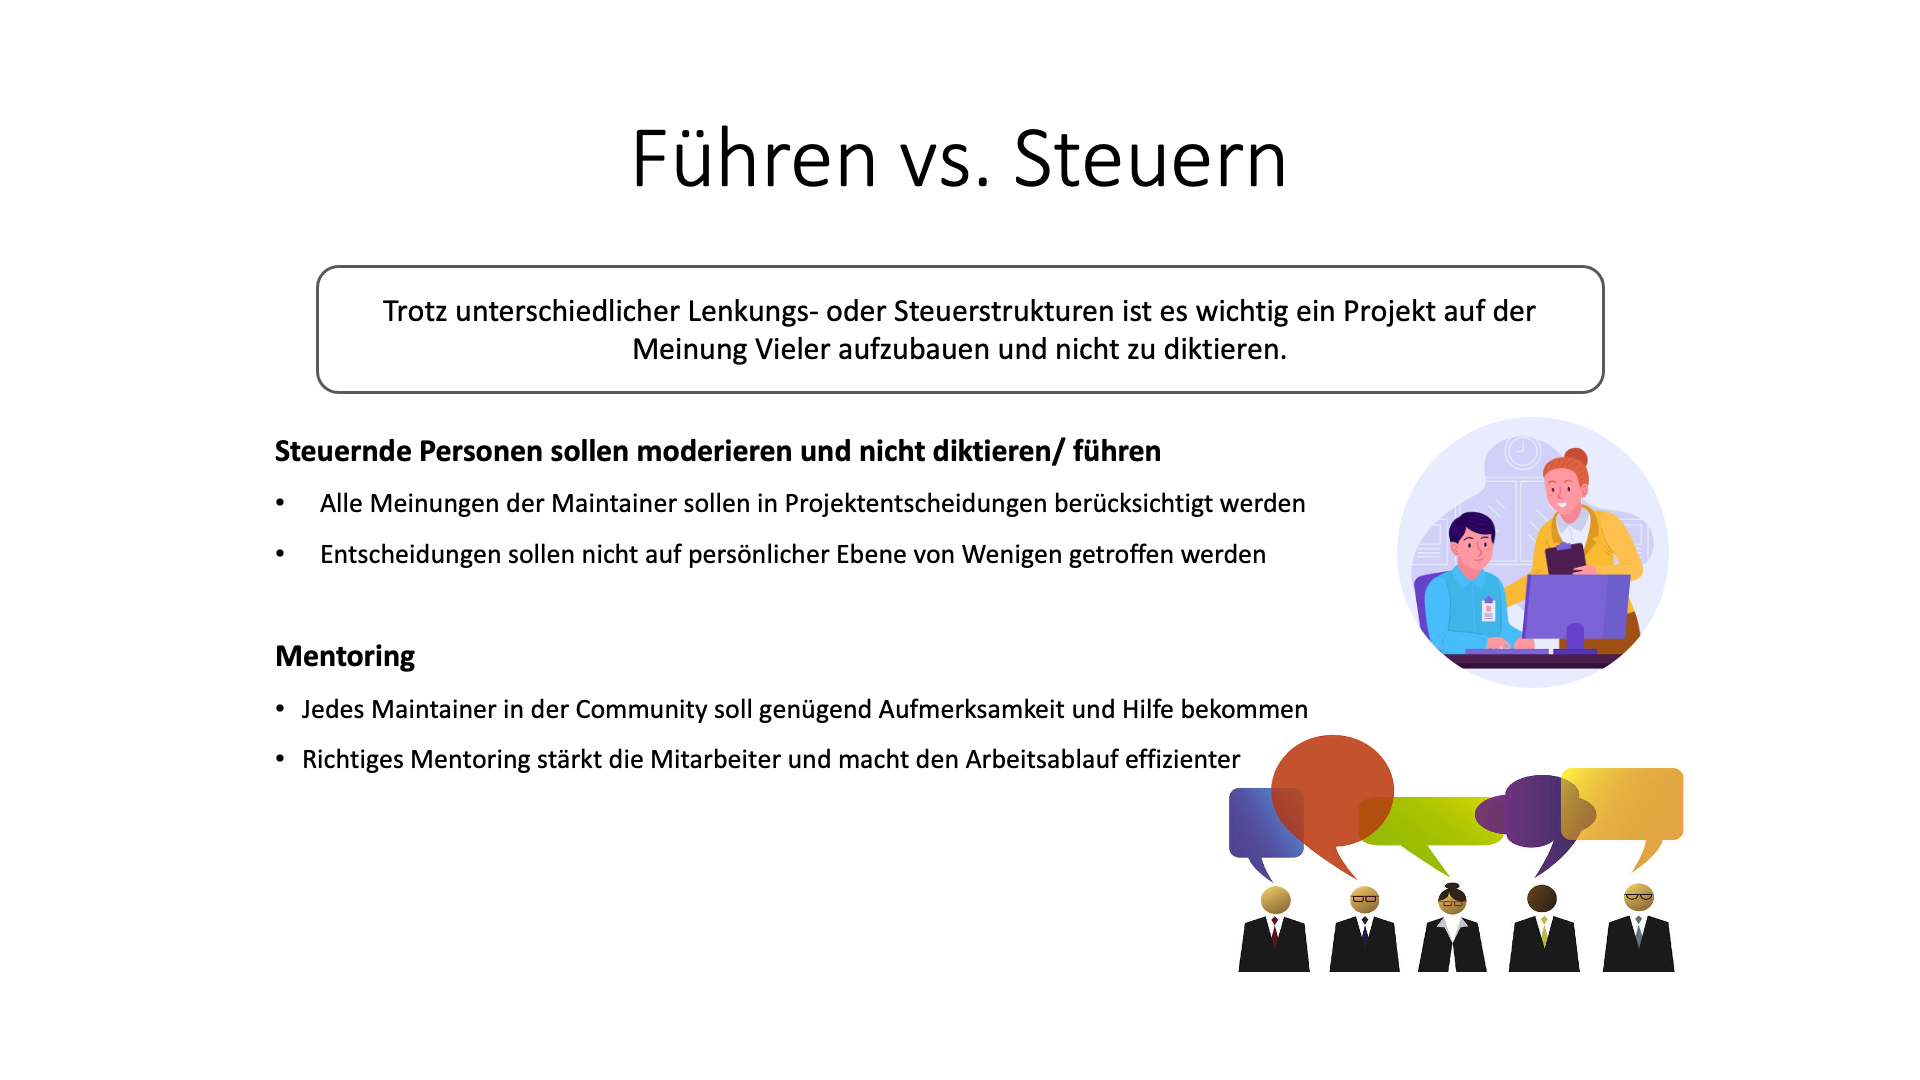 Führen vs. Steuern
Trotz unterschiedlicher Lenkungs- oder Steuerstrukturen ist es wichtig ein Projekt auf der
Meinung Vieler aufzubauen und nicht zu diktieren.
Steuernde Personen sollen moderieren und nicht diktieren/ führen
• Alle Meinungen der Maintainer sollen in Projektentscheidungen berücksichtigt werden
• Entscheidungen sollen nicht auf persönlicher Ebene von Wenigen getroffen werden
Mentoring
• Jedes Maintainer in der Community soll genügend Aufmerksamkeit und Hilfe bekommen
• Richtiges Mentoring stärkt die Mitarbeiter und macht den Arbeitsablauf effizienter